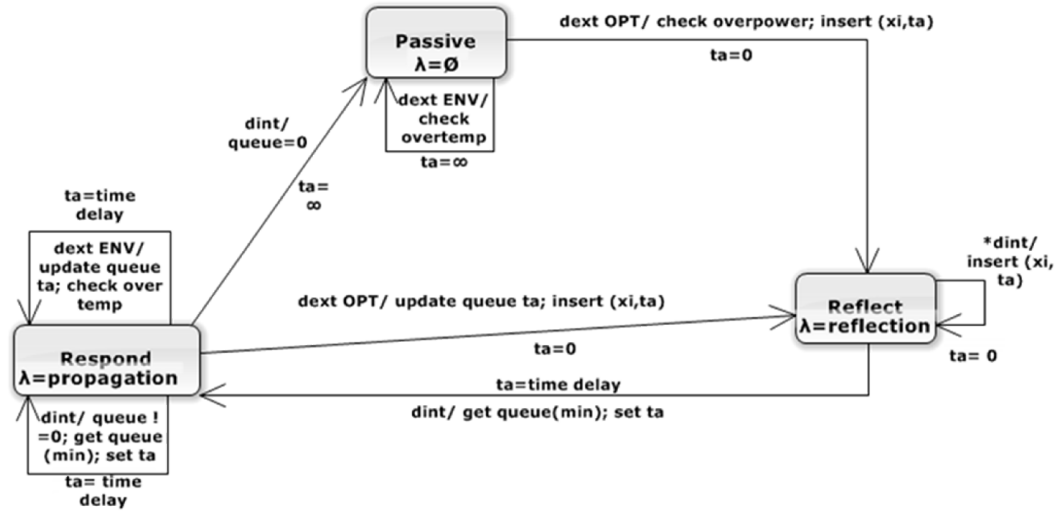 dext OPT/ check overpower; insert (xi,ta)
ta=0
Passive
λ=Ø
dext ENV/
check
overtemp
ta=∞
dint/
queue=0
ta=
∞
ta=time
delay
dext ENV/
update queue
ta; check over
temp
*dint/
insert (xi,
ta)
dext OPT/ update queue ta; insert (xi,ta)
ta=0
Reflect
λ=reflection
ta= 0
Respond
λ=propagation
ta=time delay
dint/ get queue(min); set ta
dint/ queue !
=0; get queue
(min); set ta
ta= time
delay